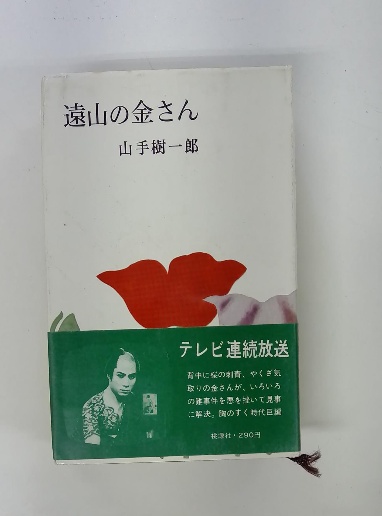 遠山の金さん
山手樹一郎
テレビ連続放送
背中に桜の刺青、やくざ気
取りの金さんが、いろいろ
の難事件を悪を挫いて見事
に解決。胸のすく時代巨篇
桃源社・290円